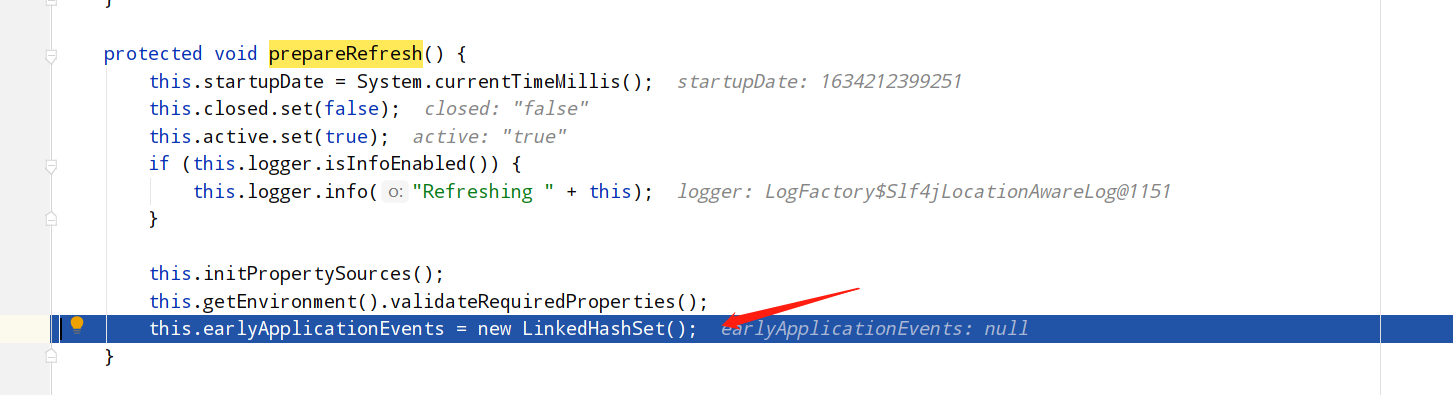 }
protected void prepareRefresh() {
this.startupDate = System.currentTimeMillis(); startupDate: 1634212399251
this.closed.set(false); closed: "false"
this.active.set(true); active: "true"
if (this.logger.isInfoEnabled()) {
this.logger.info( o: "Refreshing " + this); logger: LogFactory$Slf4jLocationAwareLog@1151
}
this.initPropertySources();
this.getEnvironment().validateRequiredProperties();
this.earlyApplicationEvents = new LinkedHashSet(); earlyApplicationEvents: null
}